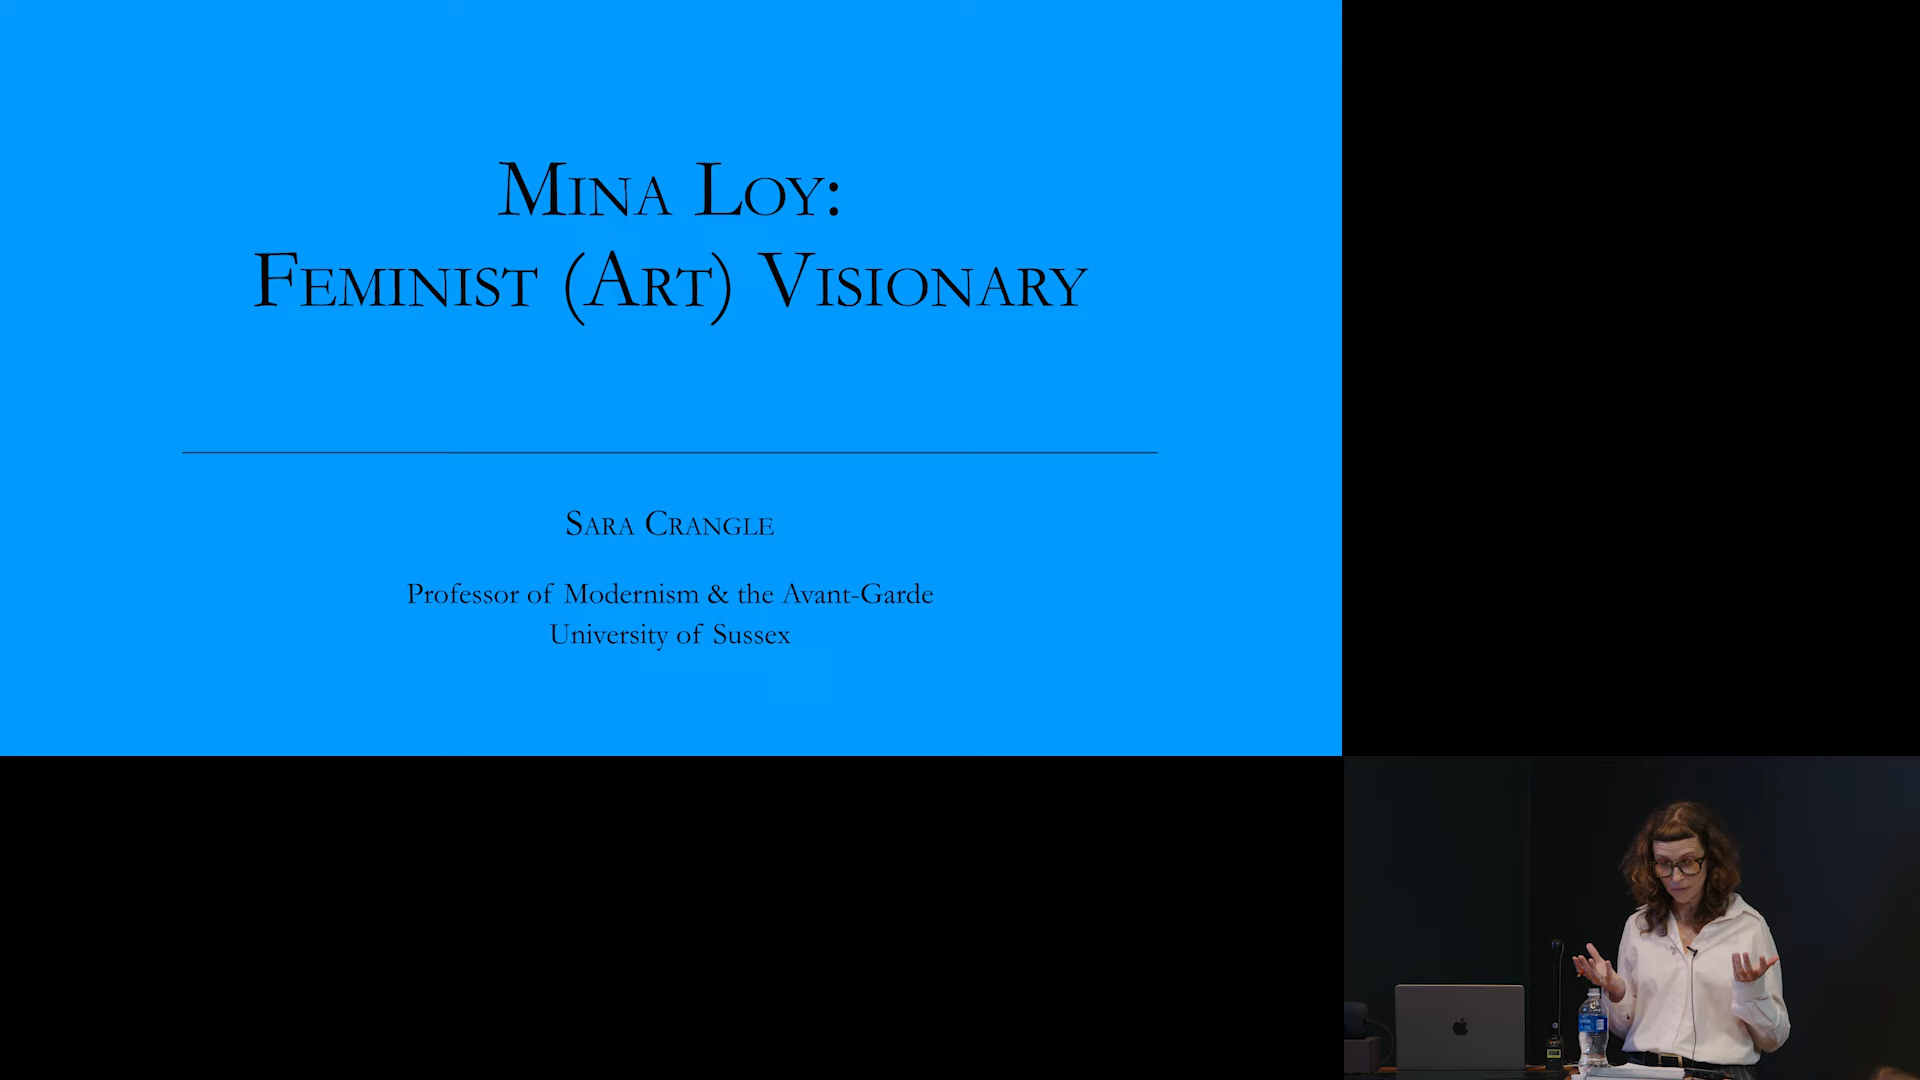 Mina Loy:
Feminist (Art) Visionary
Sara Crangle
Professor of Modernism & the Avant-Garde
University of Sussex